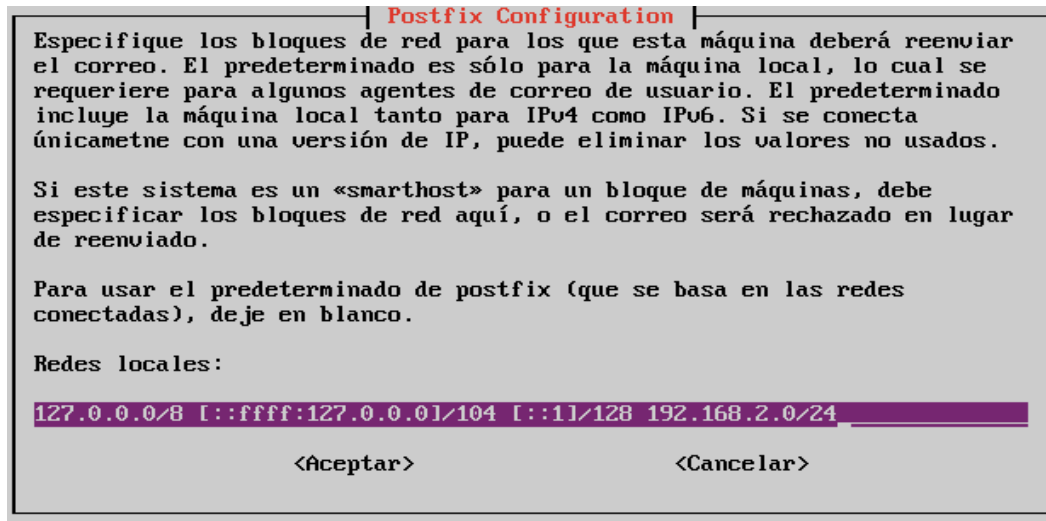 Postfix Configuration
Especifique los bloques de red para los que esta máquina deberá reenviar
el correo. El predeterminado es sólo para la máquina local, lo cual se
requeriere para algunos agentes de correo de usuario. El predeterminado
incluye la máquina local tanto para IPv4 como IPv6. Si se conecta
únicametne con una versión de IP, puede eliminar los valores no usados.
Si este sistema es un «smarthost» para un bloque de máquinas, debe
especificar los bloques de red aquí, o el correo será rechazado en lugar
de reenviado.
Para usar el predeterminado de postfix (que se basa en las redes
conectadas), deje en blanco.
Redes locales:
127.0.0.0/8 [::ffff:127.0.0.0]/104 [::1]/128 192.168.2.0/24
<Aceptar> <Cancelar>